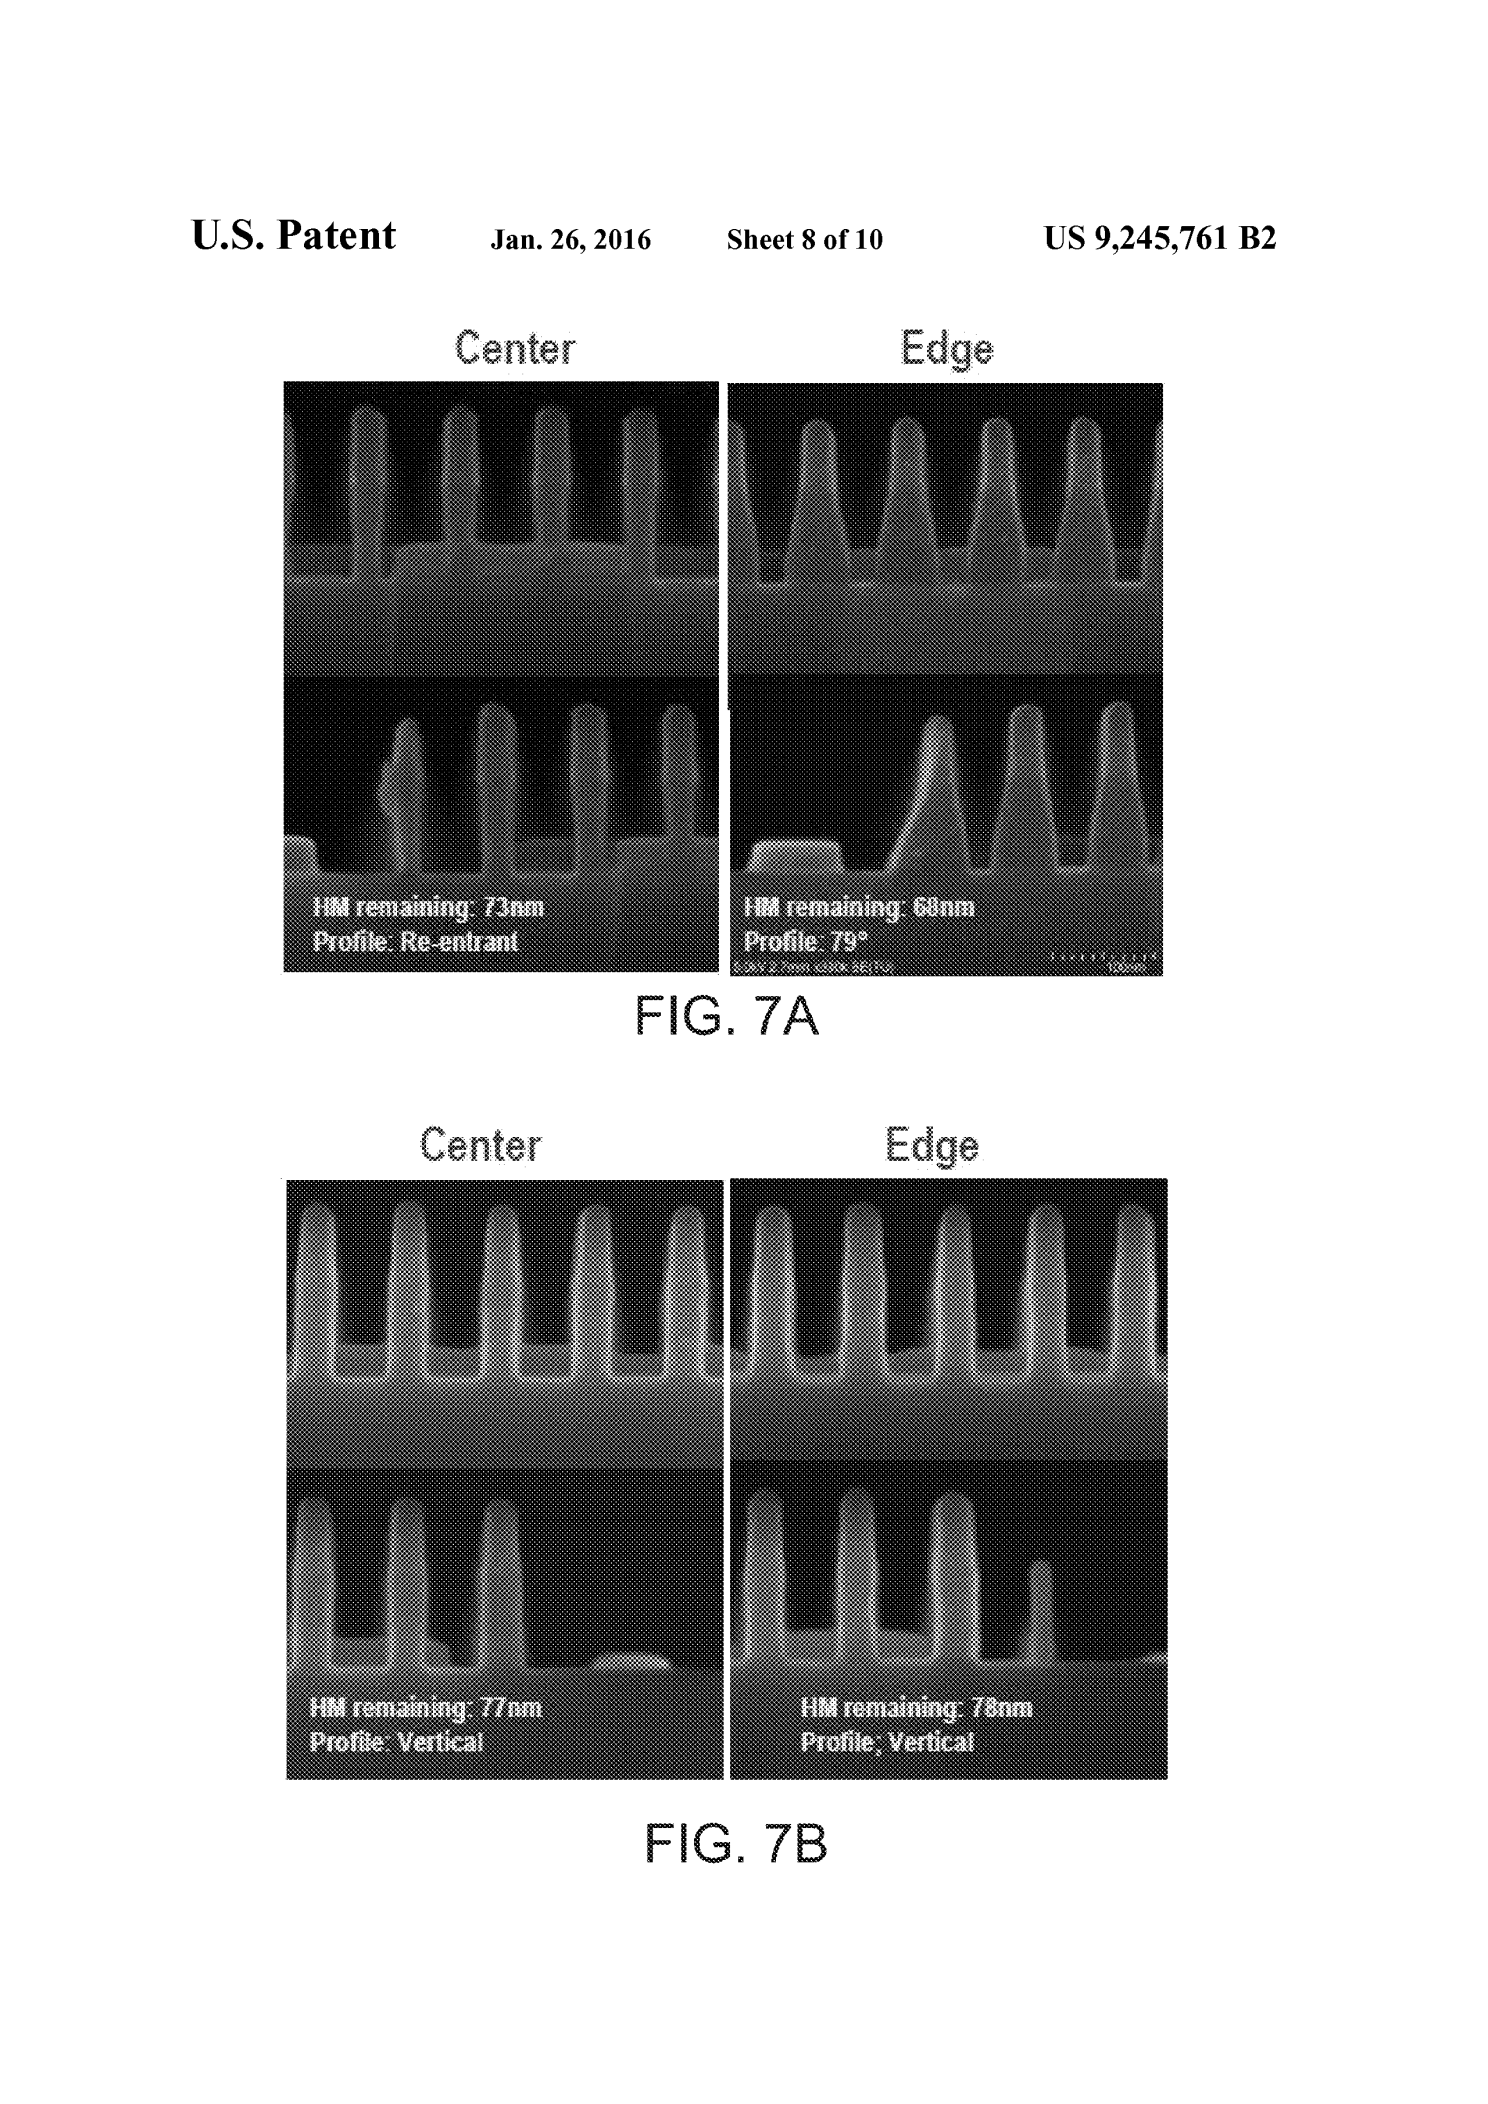 U.S. Patent Jan. 26, 2016 Sheet 8 of 10 US 9,245,761 B2
Center Edge
HM remaining: 73nm
Profile: Re-entrant
HM remaining: 68nm
Profile: 79°
100nm
FIG. 7A
Center Edge
HM remaining: 77nm
Profile: Vertical
HM remaining: 78nm
Profile; Vertical
FIG. 7B